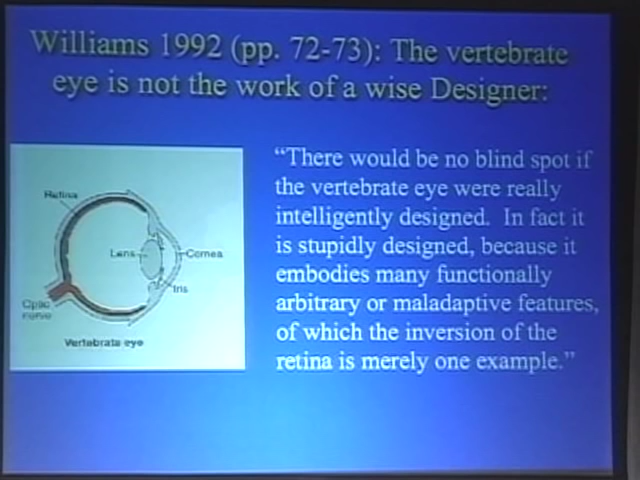 Williams 1992 (pp. 72-73): The vertebrate
eye is not the work of a wise Designer:
"There would be no blind spot if
the vertebrate eye were really
intelligently designed. In fact it
is stupidly designed, because it
embodies many functionally
arbitrary or maladaptive features,
of which the inversion of the
retina is merely one example."
Retina
Lens
Cornea
Iris
Optic
nerve
Vertebrate eye